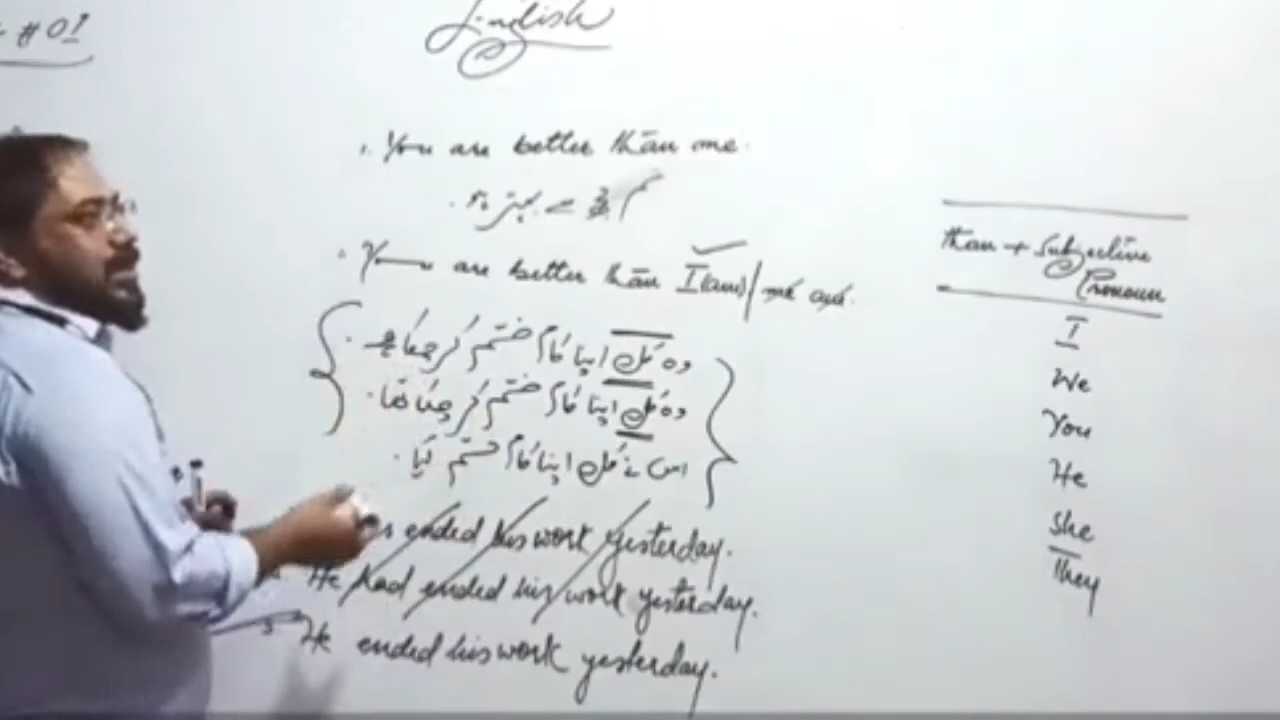 # 01
English
1. You are better than me.
تم مجھ سے بہتر ہو.
. You are better than I (am) / me
وہ کل اپنا کام ختم کر چکا ہے.
وہ کل اپنا کام ختم کر چکا تھا.
اس نے کل اپنا کام ختم کیا.
ended his work yesterday.
He had ended his work yesterday.
He ended his work yesterday.
than + Subjective
Pronoun
I
We
You
He
She
They